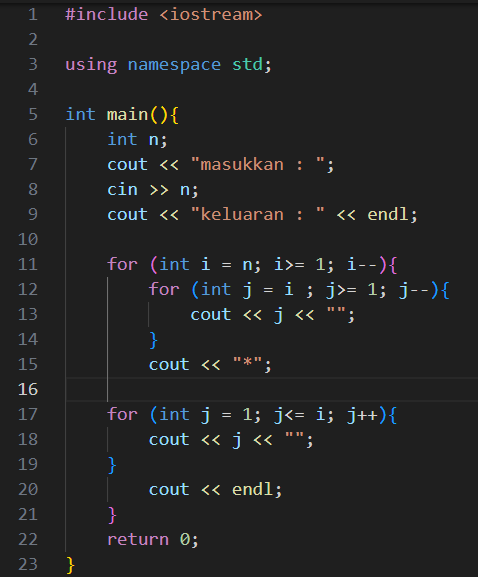 1 #include <iostream>
2
3 using namespace std;
4
5 int main(){
6 int n;
7 cout << "masukkan : ";
8 cin >> n;
9 cout << "keluaran : " << endl;
10
11 for (int i = n; i>= 1; i--){
12 for (int j = i ; j>= 1; j--){
13 cout << j << "";
14 }
15 cout << "*";
16
17 for (int j = 1; j<= i; j++){
18 cout << j << "";
19 }
20 cout << endl;
21 }
22 return 0;
23 }